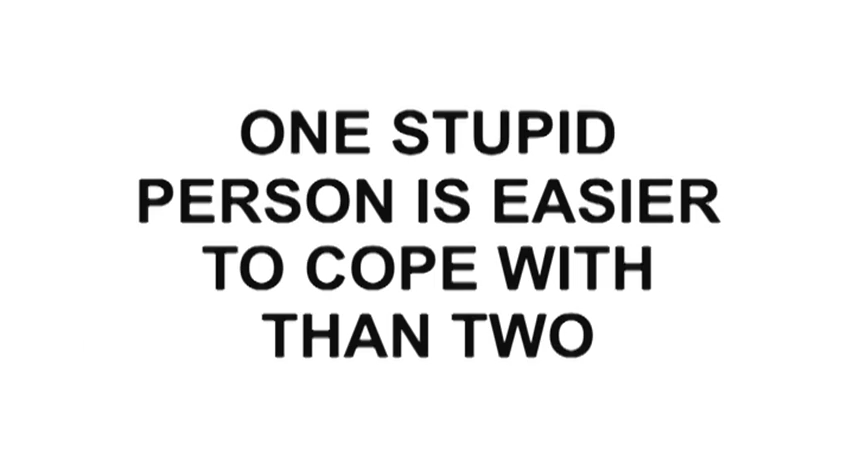 ONE STUPID
PERSON IS EASIER
TO COPE WITH
THAN TWO